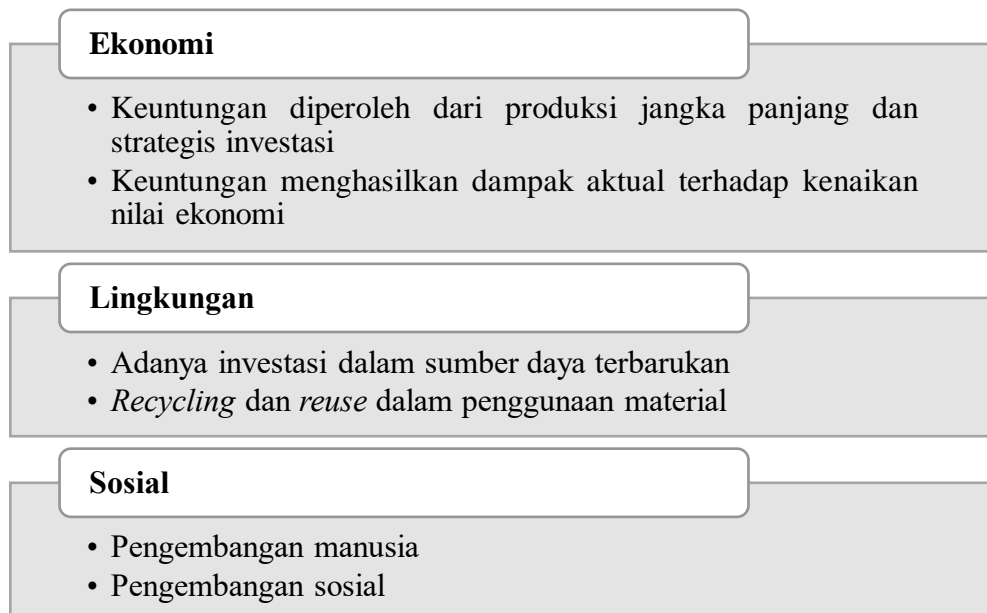 Ekonomi
• Keuntungan diperoleh dari produksi jangka panjang dan
strategis investasi
• Keuntungan menghasilkan dampak aktual terhadap kenaikan
nilai ekonomi
Lingkungan
• Adanya investasi dalam sumber daya terbarukan
• Recycling dan reuse dalam penggunaan material
Sosial
• Pengembangan manusia
• Pengembangan sosial